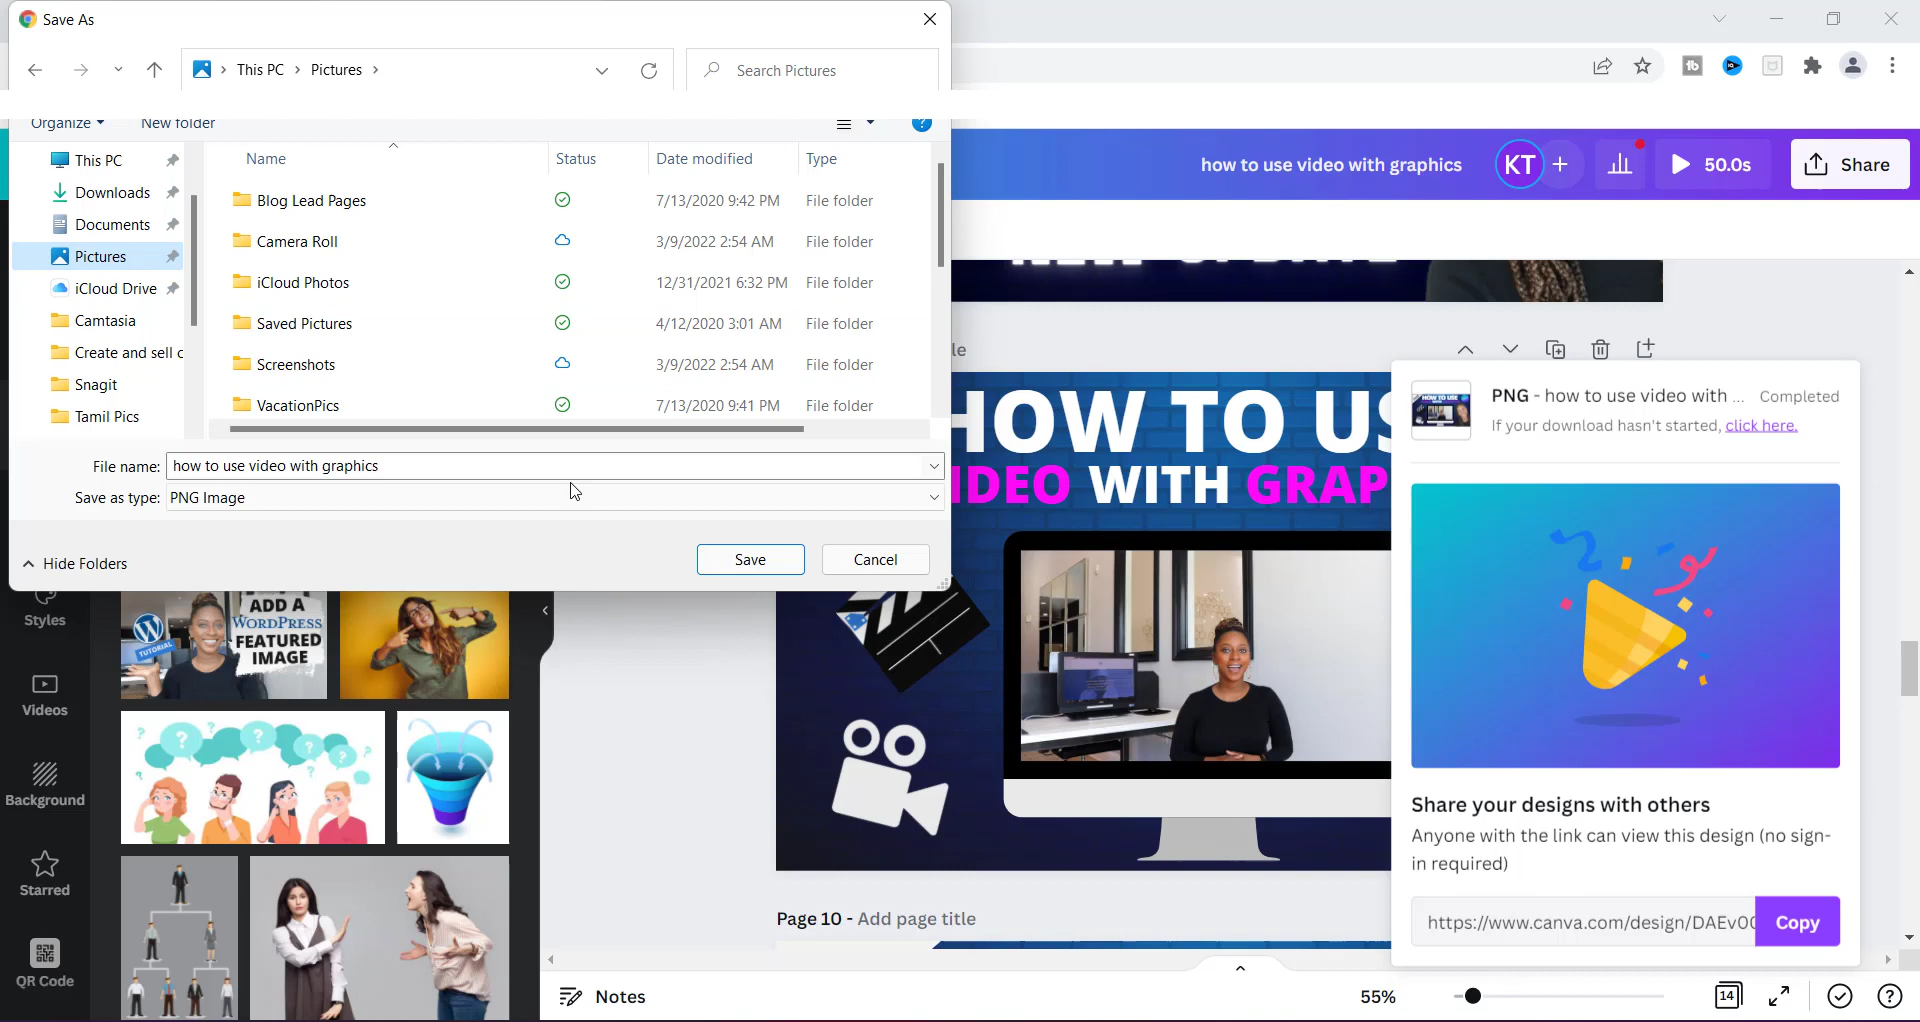 Save As
This PC > Pictures >
Search Pictures
Organize
New folder
Name
Status
Date modified
Type
This PC
Downloads
Documents
Pictures
iCloud Drive
Camtasia
Create and sell c
Snagit
Tamil Pics
Blog Lead Pages 7/13/2020 9:42 PM File folder
Camera Roll 3/9/2022 2:54 AM File folder
iCloud Photos 12/31/2021 6:32 PM File folder
Saved Pictures 4/12/2020 3:01 AM File folder
Screenshots 3/9/2022 2:54 AM File folder
VacationPics 7/13/2020 9:41 PM File folder
File name: how to use video with graphics
Save as type: PNG Image
Hide Folders
Save
Cancel
how to use video with graphics
KT
+
50.0s
Share
le
HOW TO US
IDEO WITH GRAP
PNG - how to use video with ... Completed
If your download hasn't started, click here.
Share your designs with others
Anyone with the link can view this design (no sign-
in required)
https://www.canva.com/design/DAEv00
Copy
Styles
Videos
Background
Starred
QR Code
ADD A
WORDPRESS
FEATURED
IMAGE
TUTORIAL
Page 10 - Add page title
Notes
55%
14